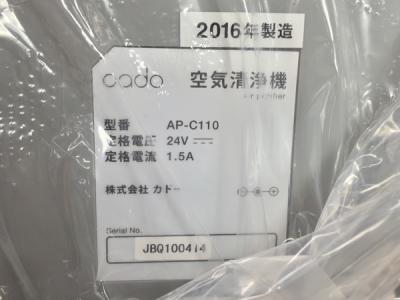 2016年製造
cado
空気清浄機
air purifier
型番 AP-C110
定格電圧 24V
定格電流 1.5A
株式会社 カドー
Serial No.
JBQ100414